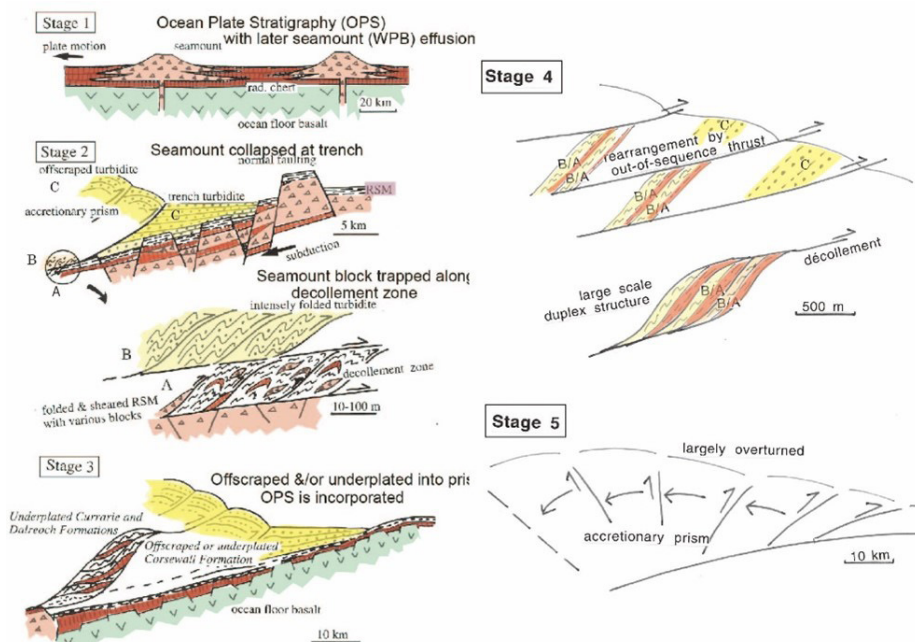 Stage 1
Ocean Plate Stratigraphy (OPS)
with later seamount (WPB) effusion
plate motion
seamount
rad. chert
20 km
ocean floor basalt
Stage 2
Seamount collapsed at trench
normal faulting
offscraped turbidite
C
trench turbidite
RSM
accretionary prism
C
5 km
subduction
B
A
Seamount block trapped along
decollement zone
intensely folded turbidite
B
A
decollement zone
folded & sheared RSM
with various blocks
10-100 m
Stage 3
Offscraped &/or underplated into pris
OPS is incorporated
Underplated Currarie and
Dalreoch Formations
Offscraped or underplated
Corsewall Formation
ocean floor basalt
10 km
Stage 4
C
B/A
B/A
rearrangement by
out-of-sequence thrust
C
B/A
B/A
décollement
large scale
duplex structure
B/A
B/A
500 m
Stage 5
largely overturned
accretionary prism
10 km